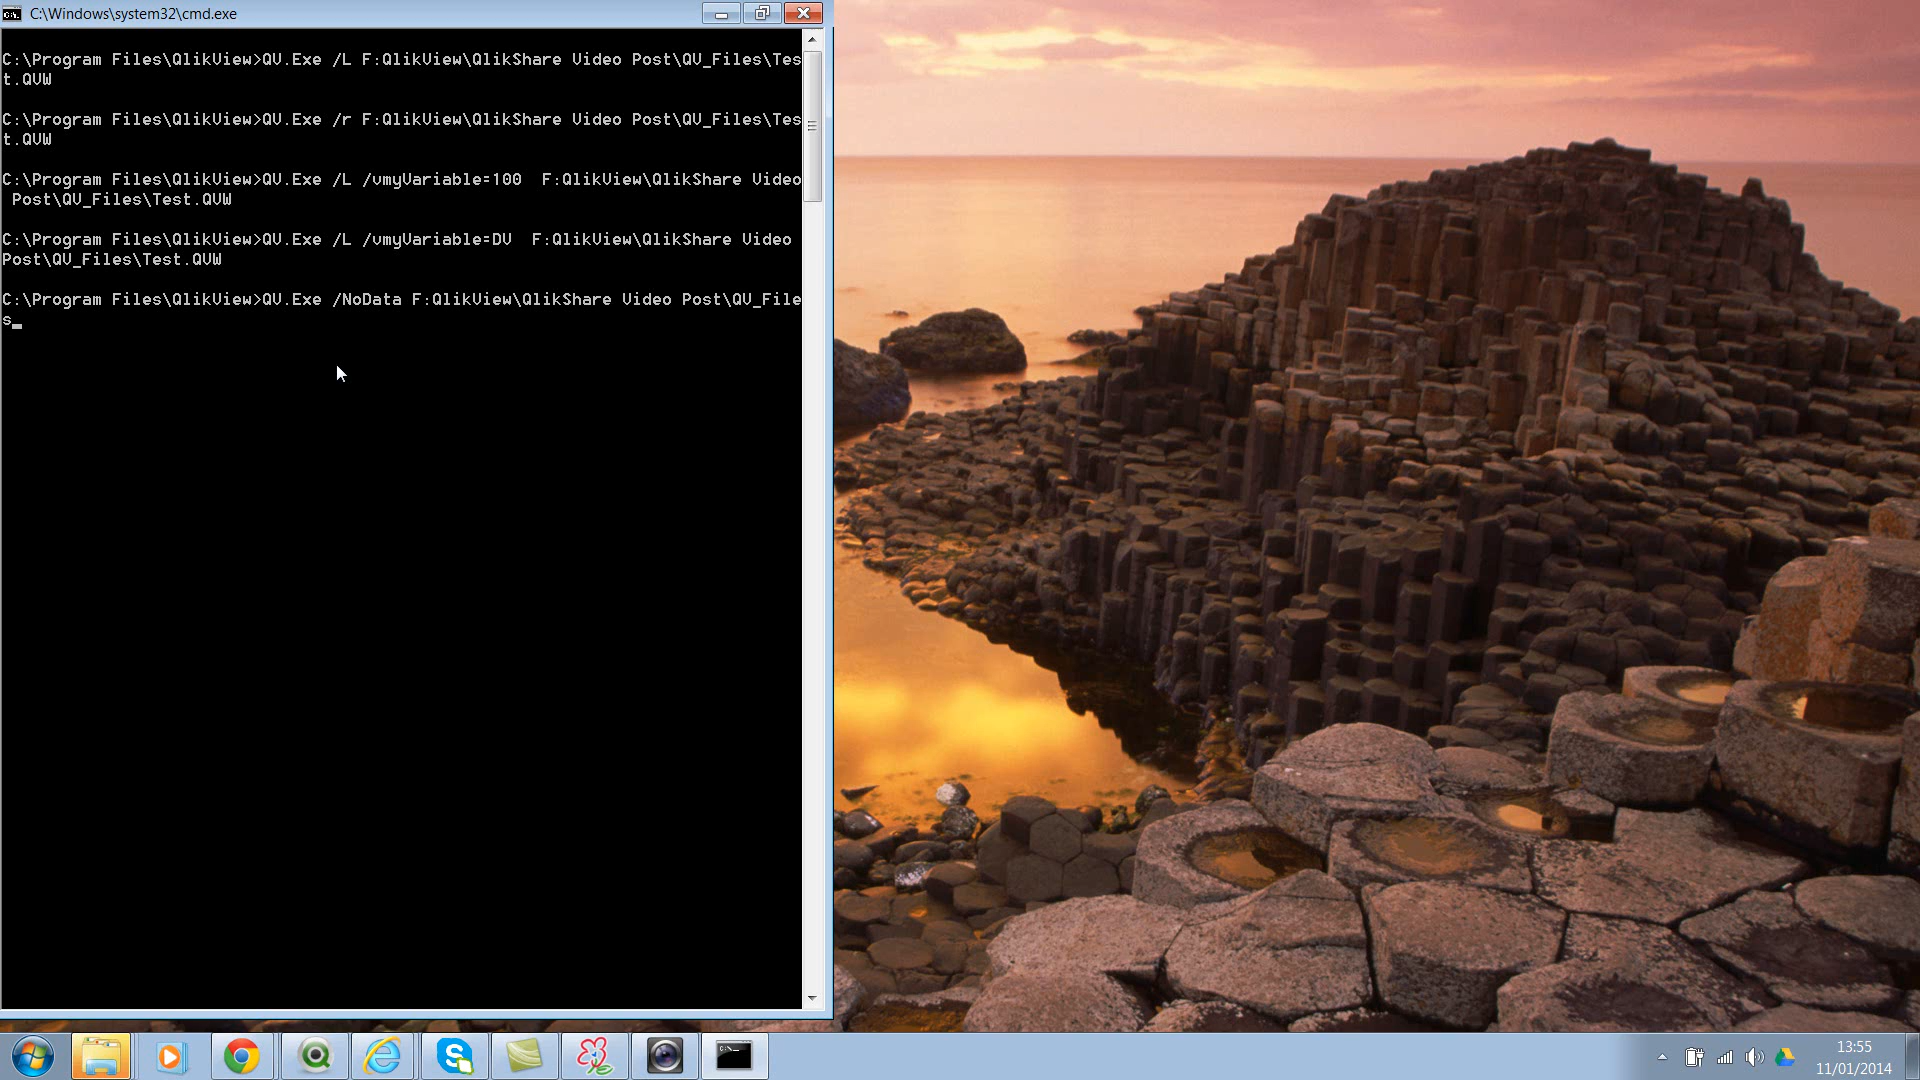 C:\Windows\system32\cmd.exe
C:\Program Files\QlikView>QV.Exe /L F:QlikView\QlikShare Video Post\QV_Files\Tes
t.QVW
C:\Program Files\QlikView>QV.Exe /r F:QlikView\QlikShare Video Post\QV_Files\Tes
t.QVW
C:\Program Files\QlikView>QV.Exe /L /vmyVariable=100  F:QlikView\QlikShare Video
 Post\QV_Files\Test.QVW
C:\Program Files\QlikView>QV.Exe /L /vmyVariable=DV  F:QlikView\QlikShare Video
Post\QV_Files\Test.QVW
C:\Program Files\QlikView>QV.Exe /NoData F:QlikView\QlikShare Video Post\QV_File
s_
13:55
11/01/2014